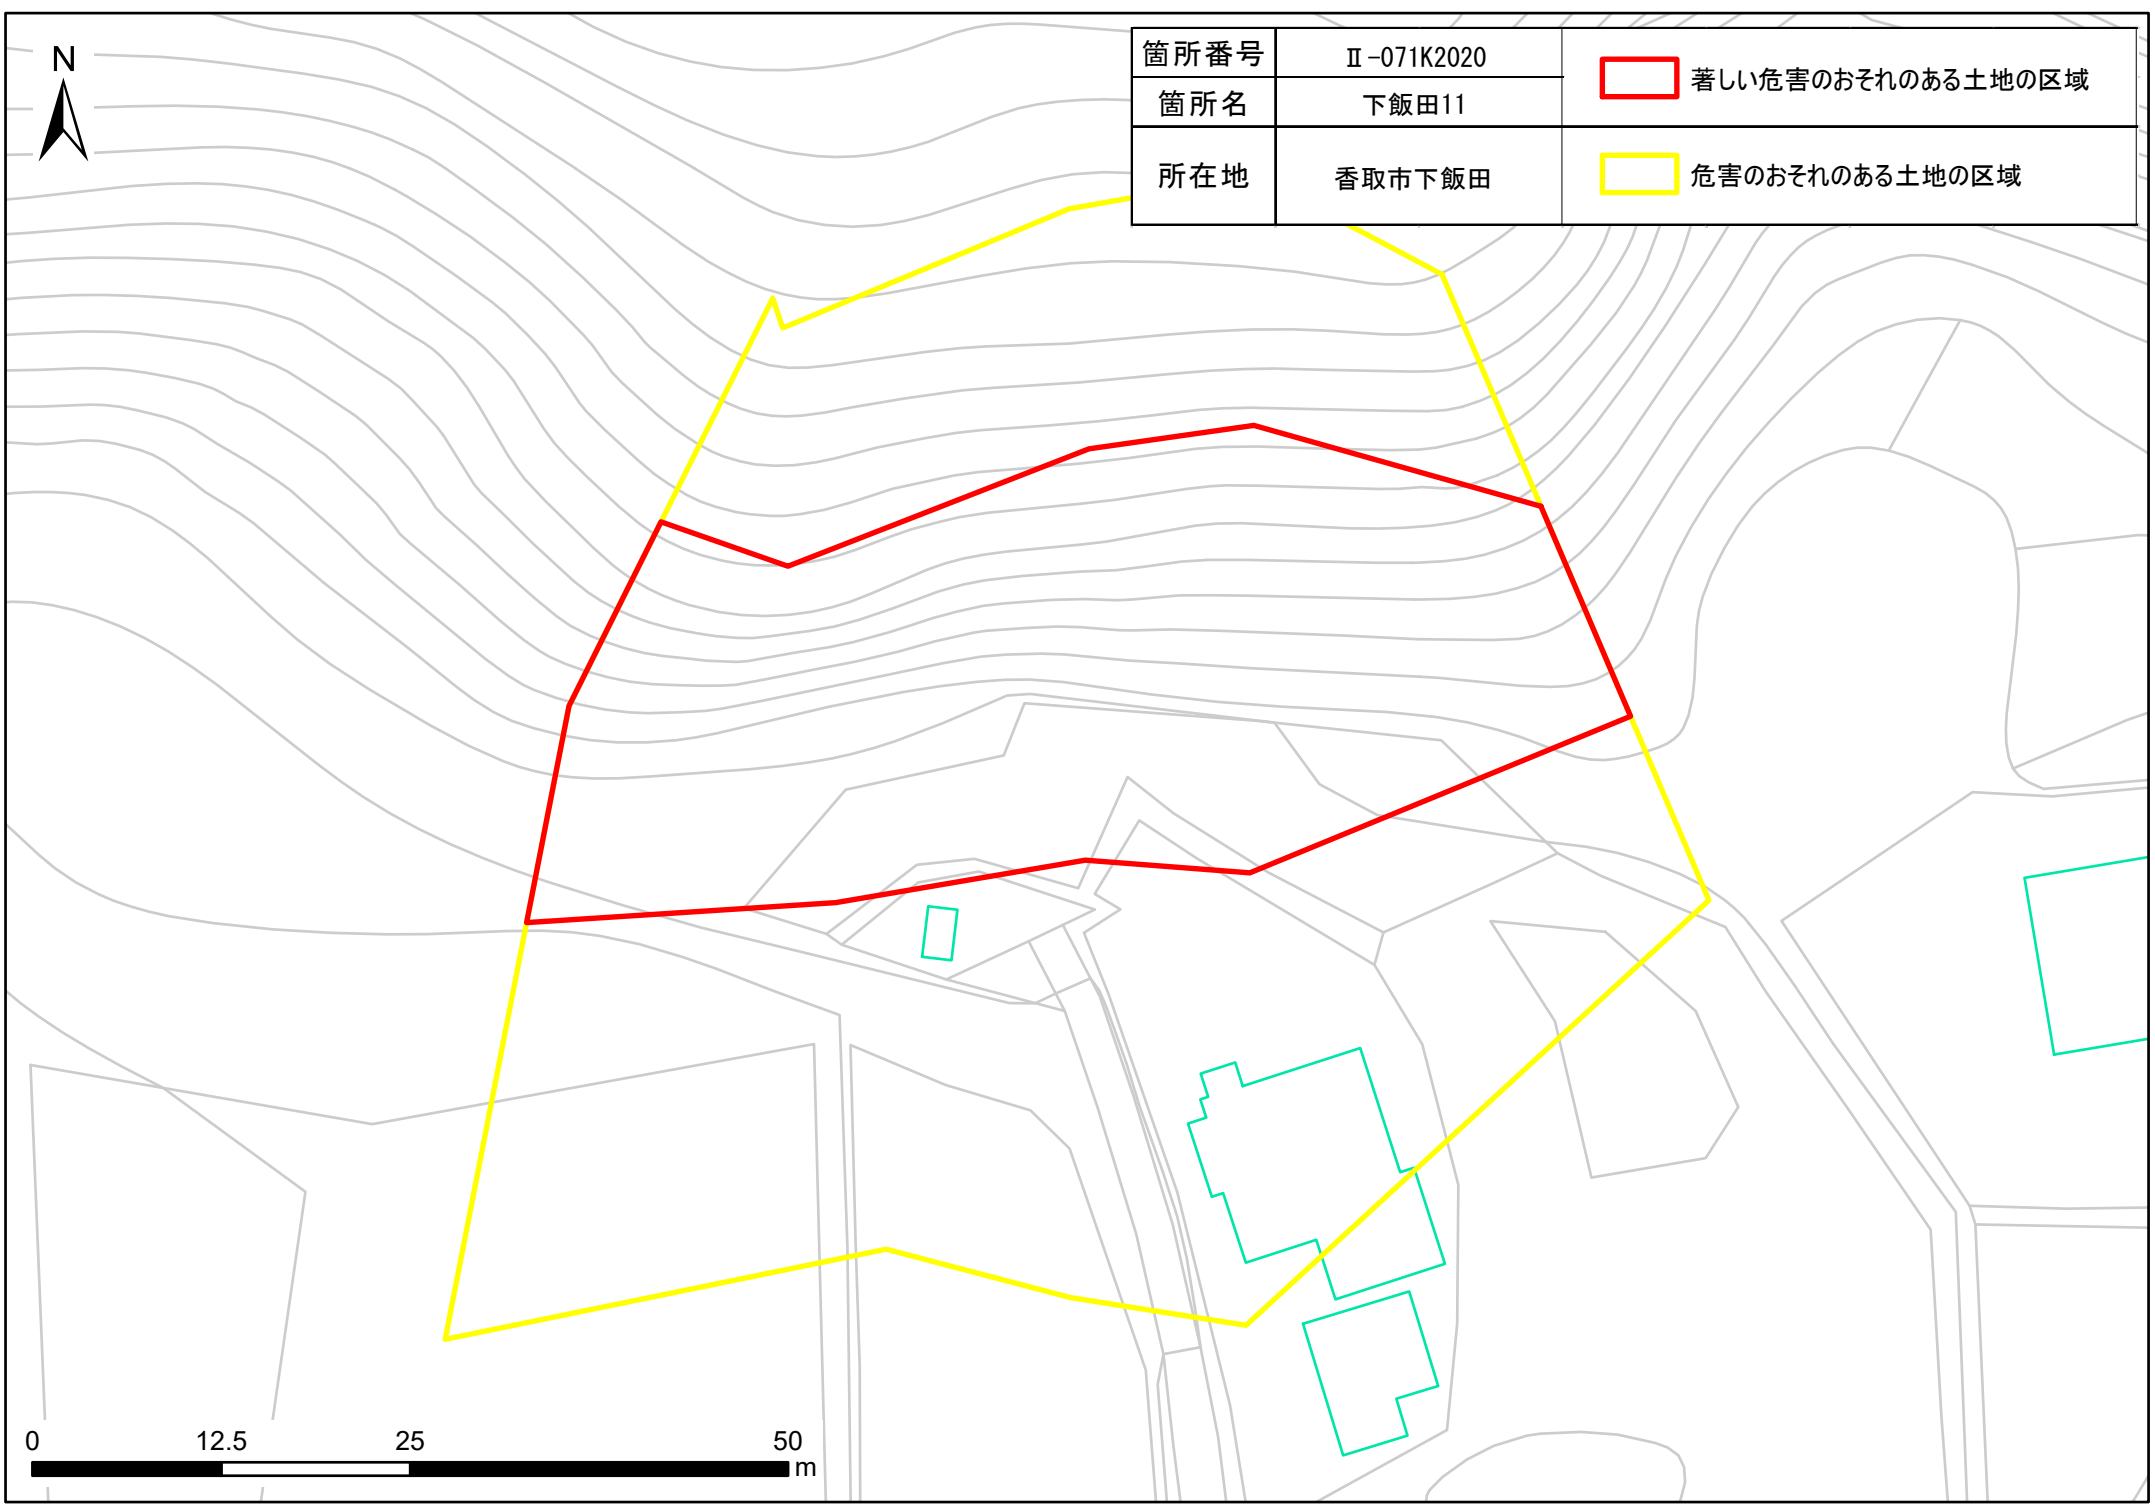 N
箇所番号 Ⅱ-071K2020
箇所名 下飯田11
所在地 香取市下飯田
著しい危害のおそれのある土地の区域
危害のおそれのある土地の区域
0 12.5 25 50
m